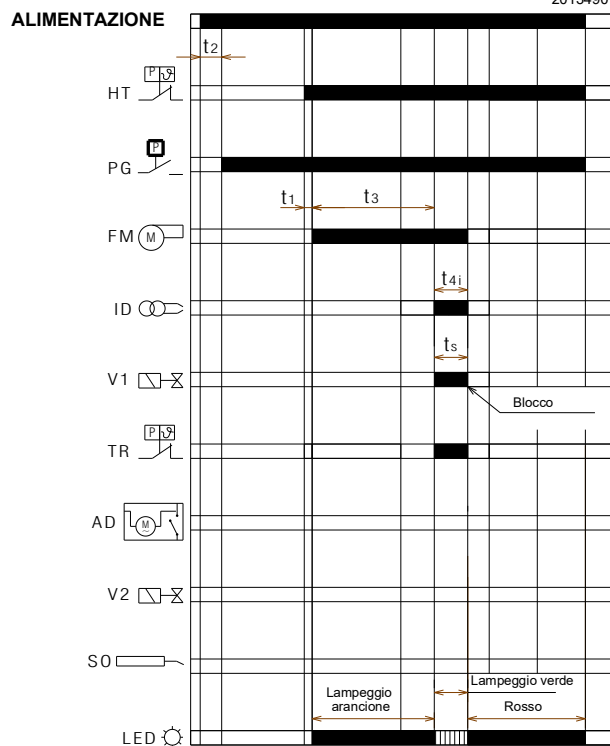 ALIMENTAZIONE
t2
P ϑ
HT
P
PG
t1
t3
FM M
t4i
ID
ts
V1
Blocco
P ϑ
TR
AD M ~
V2
SO
Lampeggio verde
Lampeggio
arancione
Rosso
LED